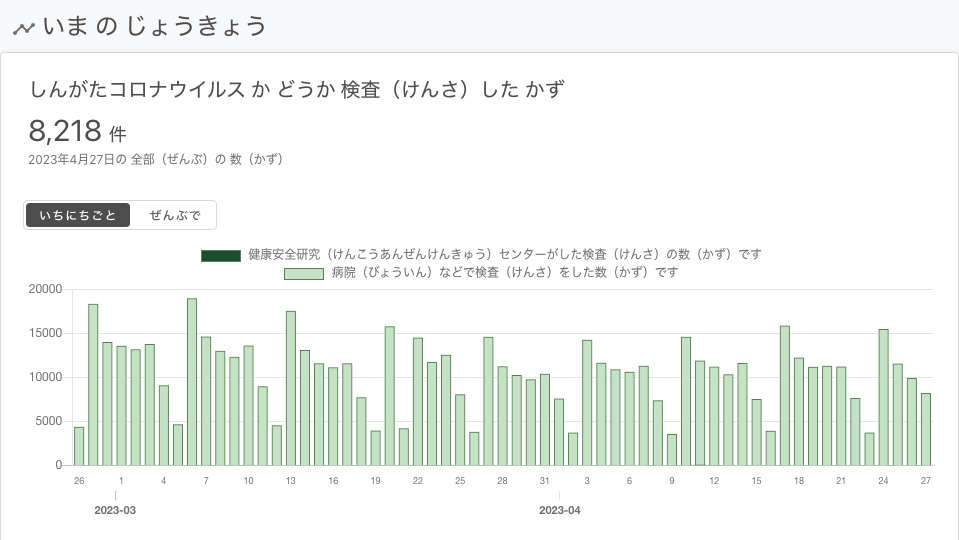 いま の じょうきょう
しんがたコロナウイルス か どうか 検査（けんさ）した かず
8,218 件
2023年4月27日の 全部（ぜんぶ）の 数（かず）
いちにちごと ぜんぶで
健康安全研究（けんこうあんぜんけんきゅう）センターがした検査（けんさ）の数（かず）です
病院（びょういん）などで検査（けんさ）をした数（かず）です
20000
15000
10000
5000
0
26 1 4 7 10 13 16 19 22 25 28 31 3 6 9 12 15 18 21 24 27
2023-03 2023-04